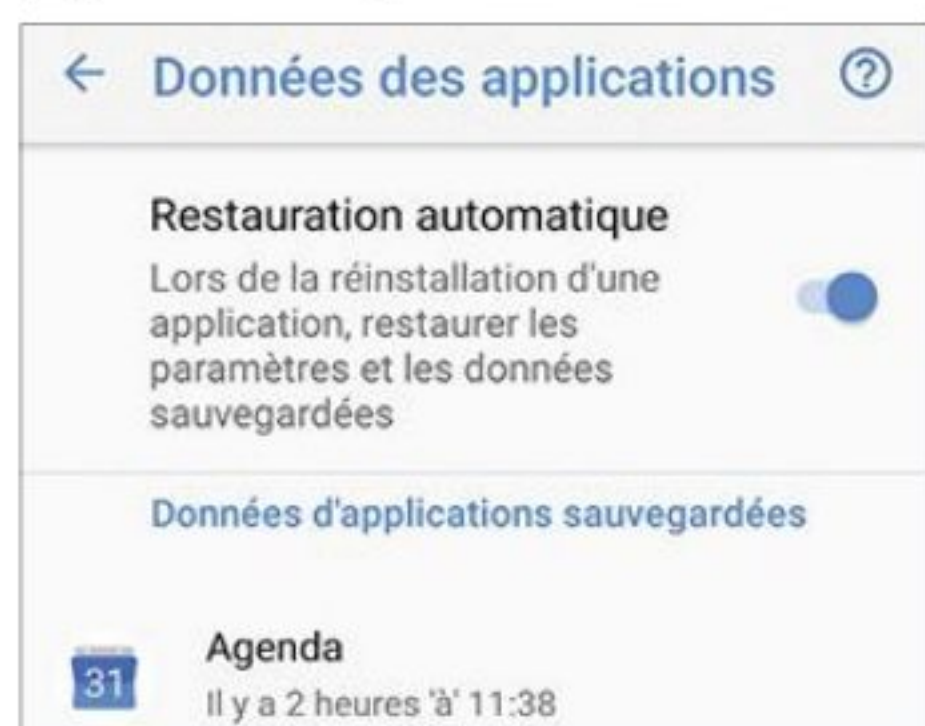 Données des applications
Restauration automatique
Lors de la réinstallation d'une
application, restaurer les
paramètres et les données
sauvegardées
Données d'applications sauvegardées
31
Agenda
Il y a 2 heures 'à' 11:38